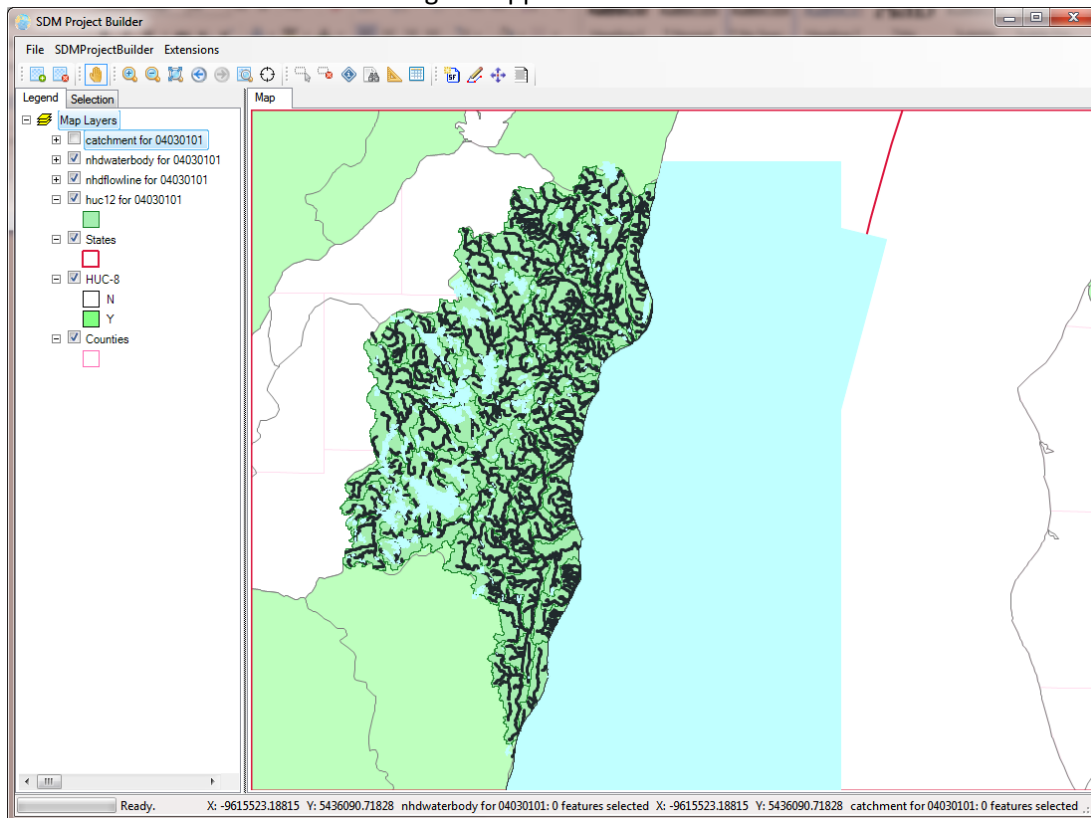 SDM Project Builder
File SDMProjectBuilder Extensions
Legend Selection
Map
Map Layers
catchment for 04030101
nhdwaterbody for 04030101
nhdflowline for 04030101
huc12 for 04030101
States
HUC-8
N
Y
Counties
Ready. X: -9615523.18815 Y: 5436090.71828 nhdwaterbody for 04030101: 0 features selected X: -9615523.18815 Y: 5436090.71828 catchment for 04030101: 0 features selected